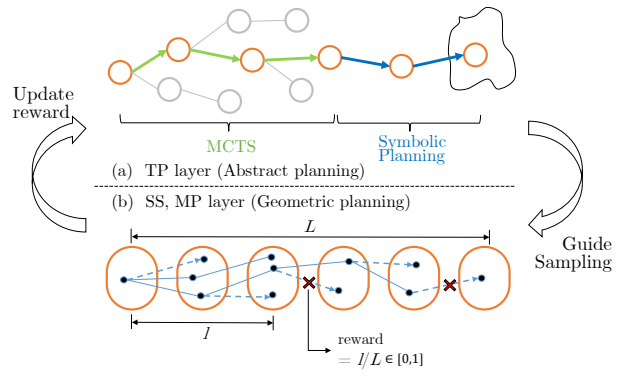 Update
reward
MCTS
Symbolic
Planning
(a) TP layer (Abstract planning)
(b) SS, MP layer (Geometric planning)
L
Guide
Sampling
l
reward
= l/L ∈ [0,1]